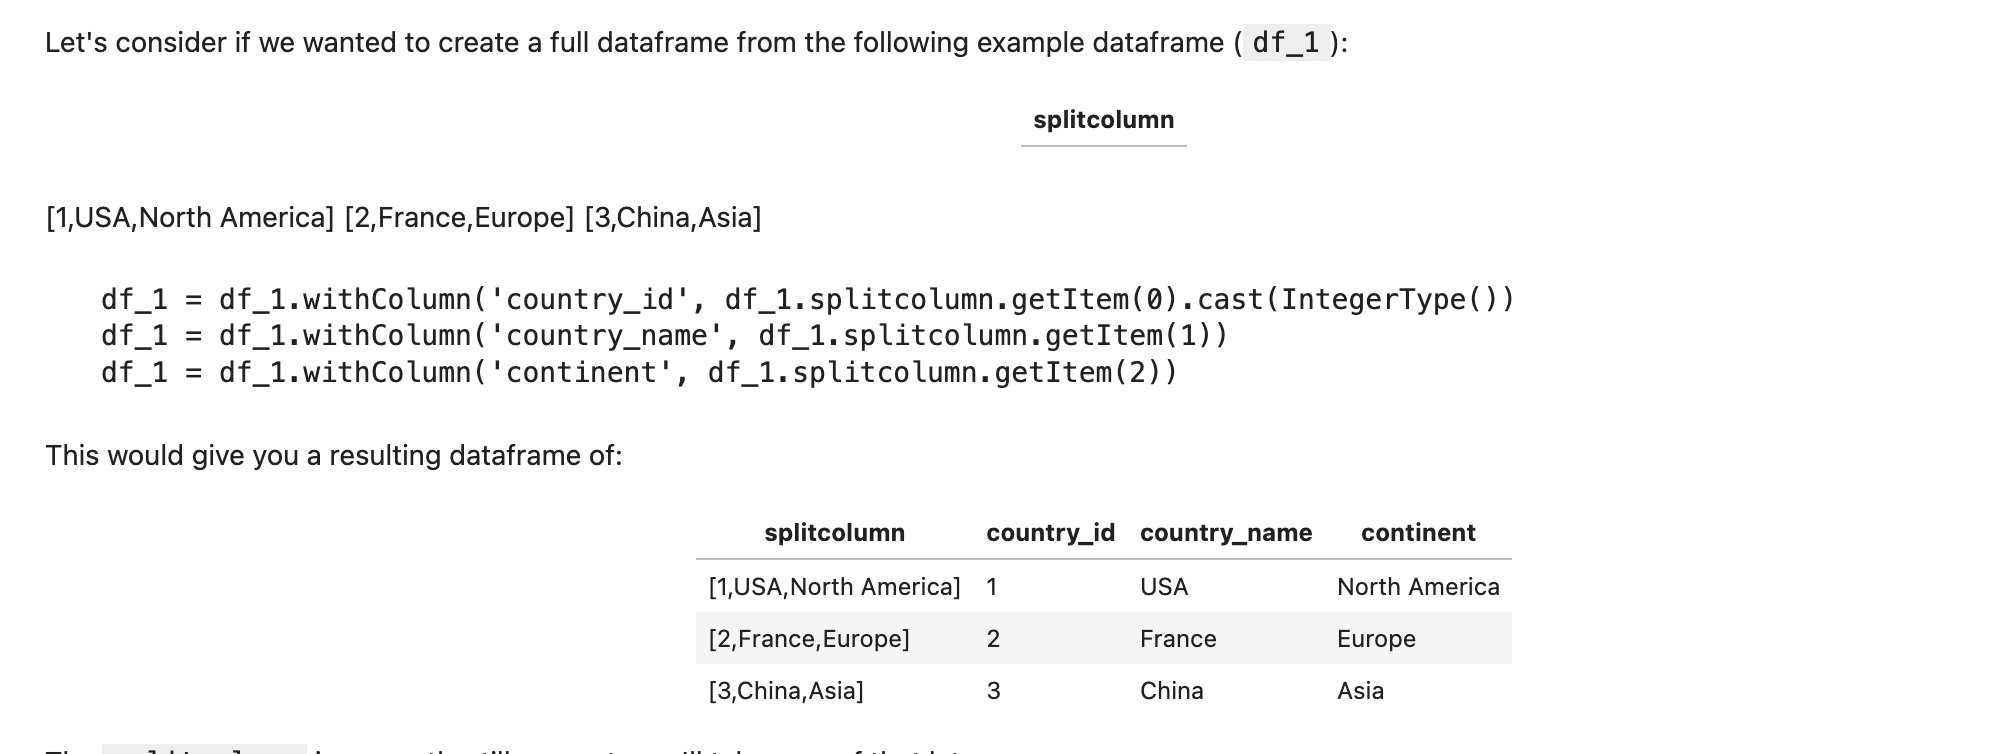 Let's consider if we wanted to create a full dataframe from the following example dataframe ( df_1 ):
splitcolumn
[1,USA,North America] [2,France,Europe] [3,China,Asia]
df_1 = df_1.withColumn('country_id', df_1.splitcolumn.getItem(0).cast(IntegerType())
df_1 = df_1.withColumn('country_name', df_1.splitcolumn.getItem(1))
df_1 = df_1.withColumn('continent', df_1.splitcolumn.getItem(2))
This would give you a resulting dataframe of:
splitcolumn country_id country_name continent
[1,USA,North America] 1 USA North America
[2,France,Europe] 2 France Europe
[3,China,Asia] 3 China Asia